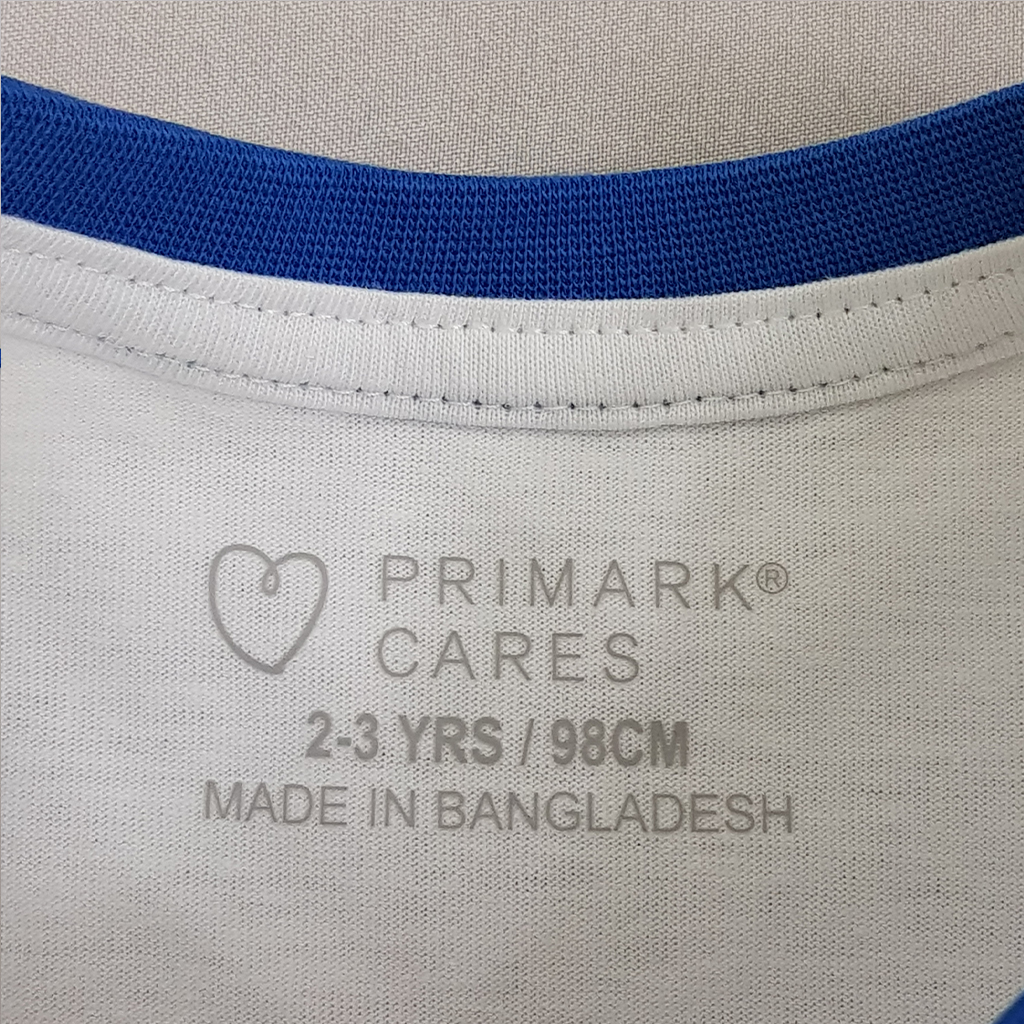 PRIMARK®
CARES
2-3 YRS / 98CM
MADE IN BANGLADESH